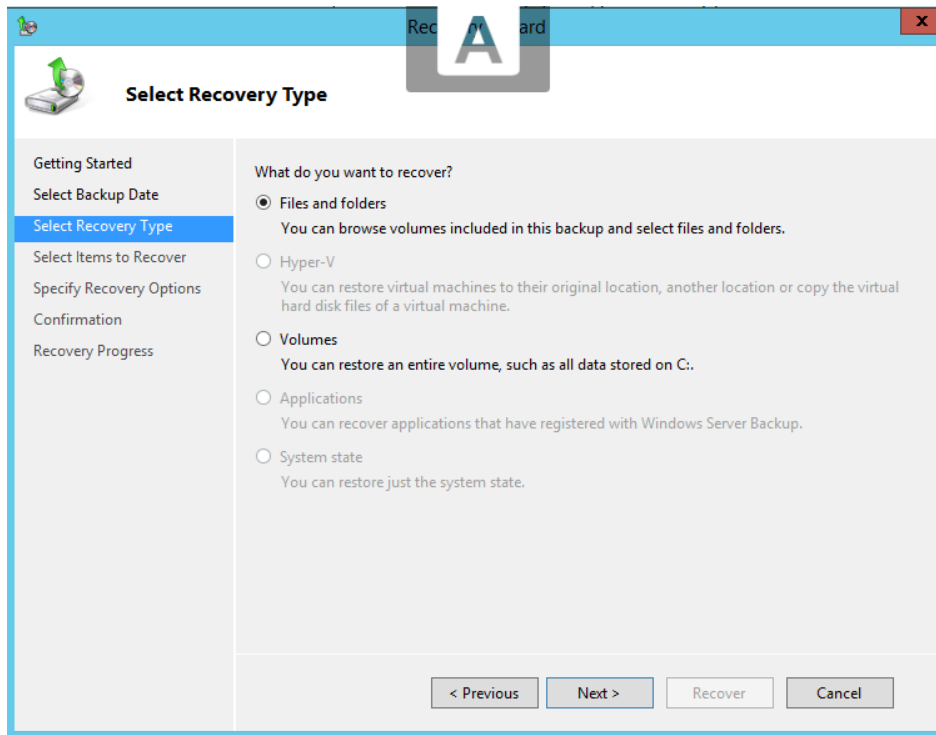 A
Select Recovery Type
Getting Started
Select Backup Date
Select Recovery Type
Select Items to Recover
Specify Recovery Options
Confirmation
Recovery Progress
What do you want to recover?
Files and folders
You can browse volumes included in this backup and select files and folders.
Hyper-V
You can restore virtual machines to their original location, another location or copy the virtual
hard disk files of a virtual machine.
Volumes
You can restore an entire volume, such as all data stored on C:.
Applications
You can recover applications that have registered with Windows Server Backup.
System state
You can restore just the system state.
< Previous
Next >
Recover
Cancel